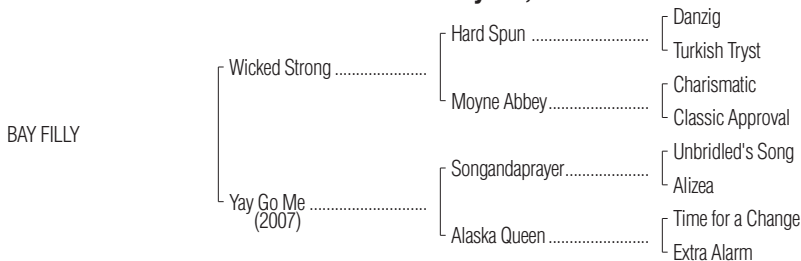 Danzig
Hard Spun ...........................
Turkish Tryst
Wicked Strong .....................
Charismatic
Moyne Abbey.......................
Classic Approval
BAY FILLY
Unbridled's Song
Songandaprayer...................
Alizea
Yay Go Me ...........................
(2007)
Time for a Change
Alaska Queen .......................
Extra Alarm